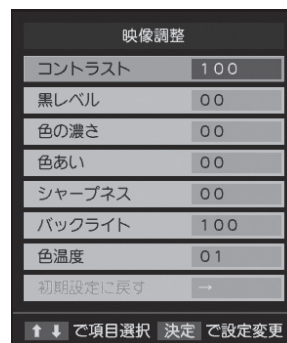 映像調整
コントラスト 100
黒レベル 00
色の濃さ 00
色あい 00
シャープネス 00
バックライト 100
色温度 01
初期設定に戻す →
↑↓ で項目選択 決定 で設定変更